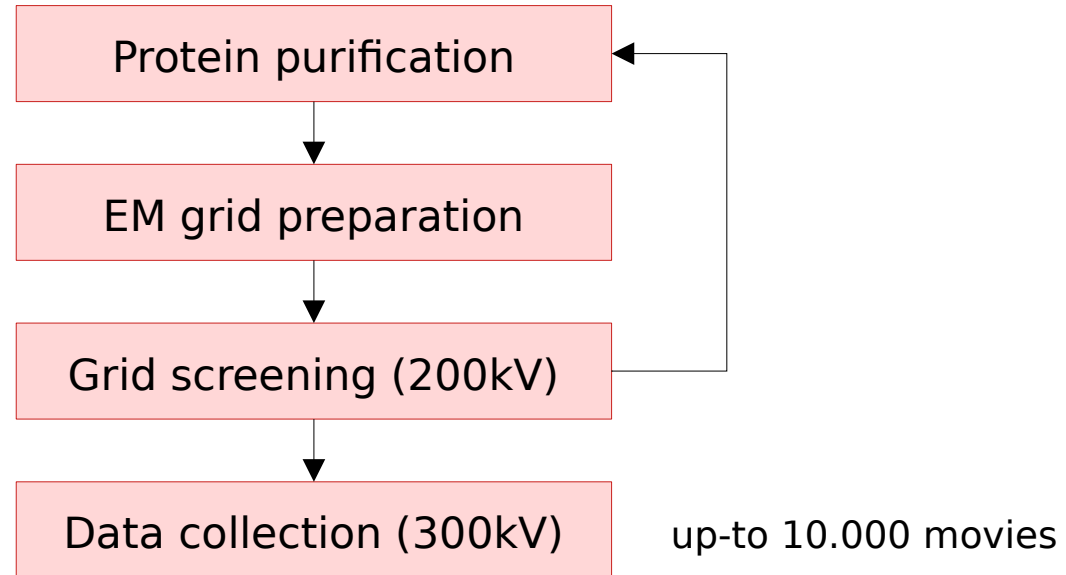 Protein purification
EM grid preparation
Grid screening (200kV)
Data collection (300kV)
up-to 10.000 movies